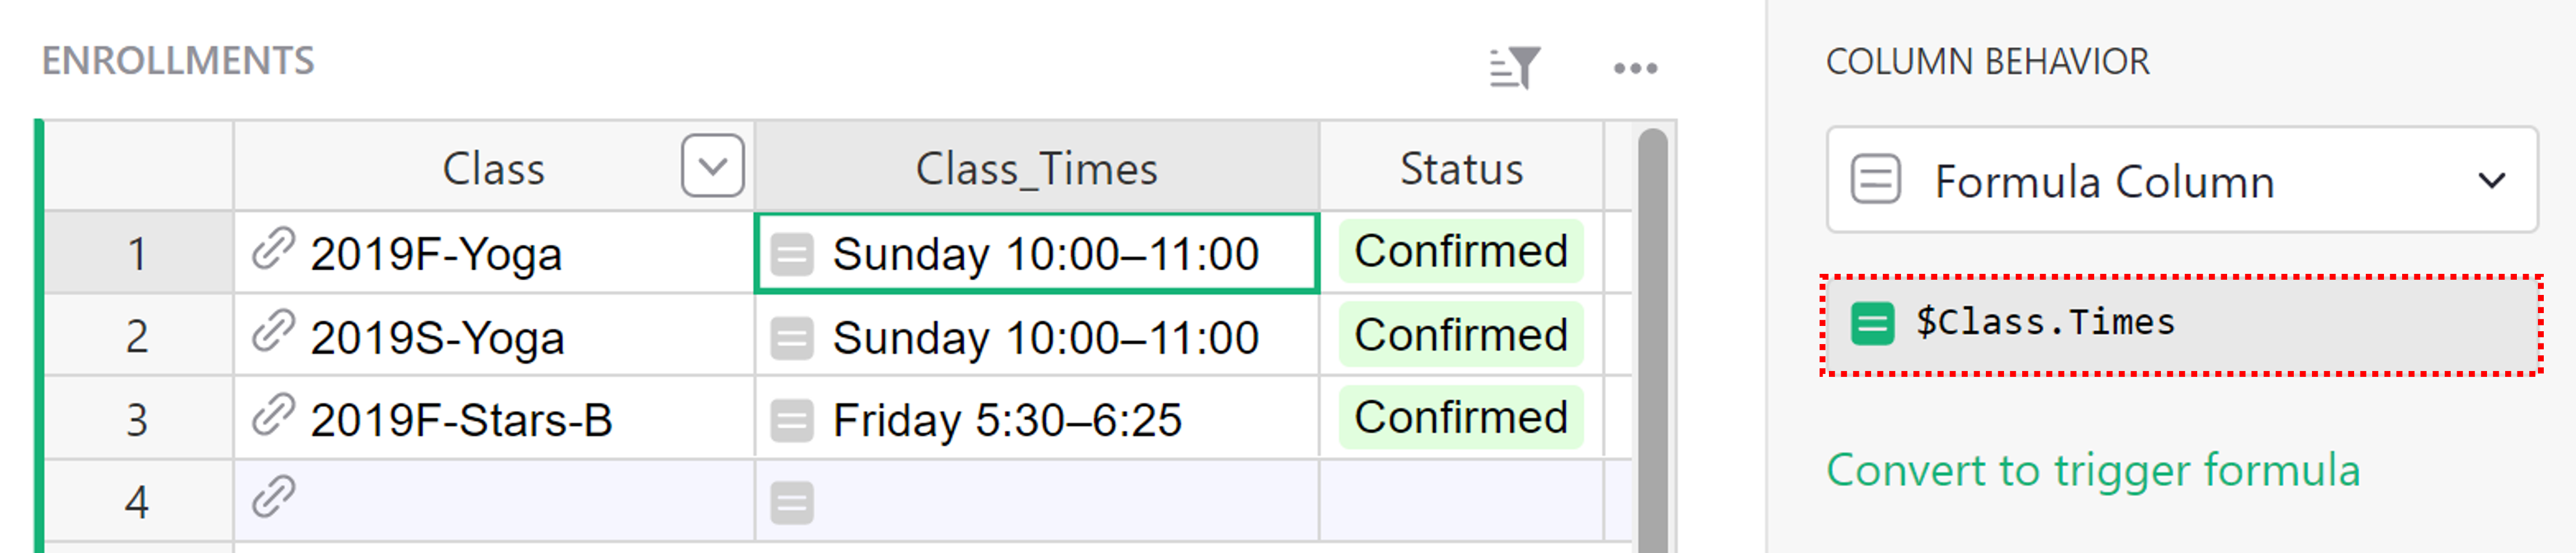 ENROLLMENTS
Class Class_Times Status
1 2019F-Yoga Sunday 10:00–11:00 Confirmed
2 2019S-Yoga Sunday 10:00–11:00 Confirmed
3 2019F-Stars-B Friday 5:30–6:25 Confirmed
4
COLUMN BEHAVIOR
Formula Column
$Class.Times
Convert to trigger formula